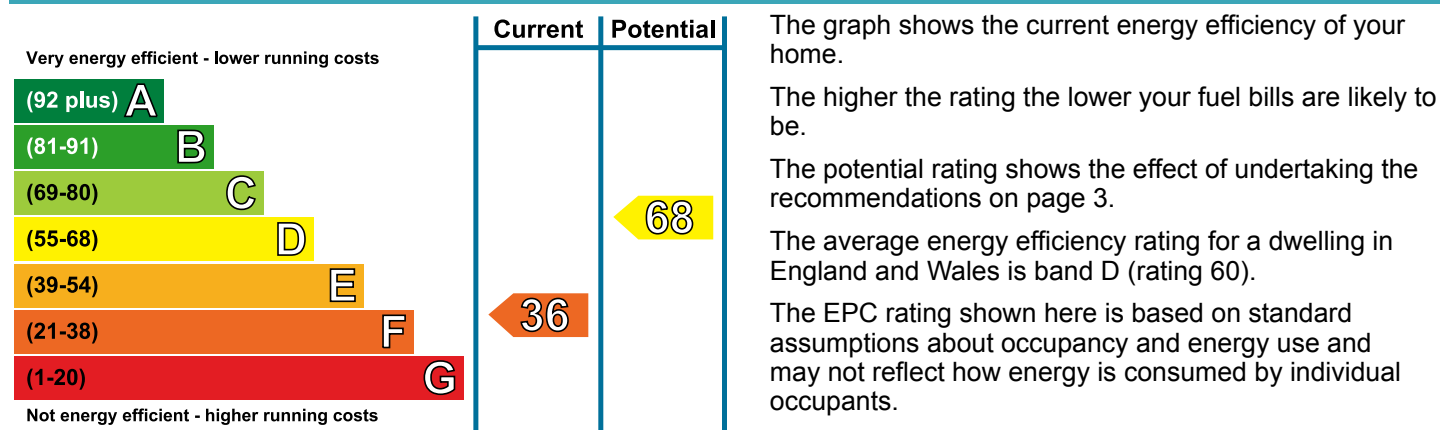 Current Potential
Very energy efficient - lower running costs
(92 plus) A
(81-91) B
(69-80) C
(55-68) D
(39-54) E
(21-38) F
(1-20) G
Not energy efficient - higher running costs
68
36
The graph shows the current energy efficiency of your
home.
The higher the rating the lower your fuel bills are likely to
be.
The potential rating shows the effect of undertaking the
recommendations on page 3.
The average energy efficiency rating for a dwelling in
England and Wales is band D (rating 60).
The EPC rating shown here is based on standard
assumptions about occupancy and energy use and
may not reflect how energy is consumed by individual
occupants.